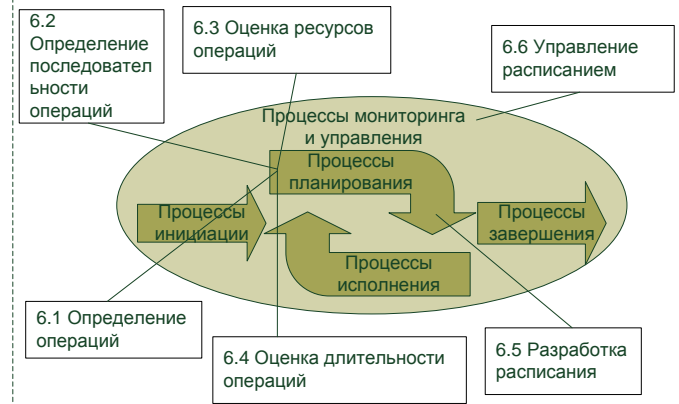 6.2
Определение
последовател
ьности
операций
6.3 Оценка ресурсов
операций
6.6 Управление
расписанием
Процессы мониторинга
и управления
Процессы
планирования
Процессы
инициации
Процессы
завершения
Процессы
исполнения
6.1 Определение
операций
6.4 Оценка длительности
операций
6.5 Разработка
расписания